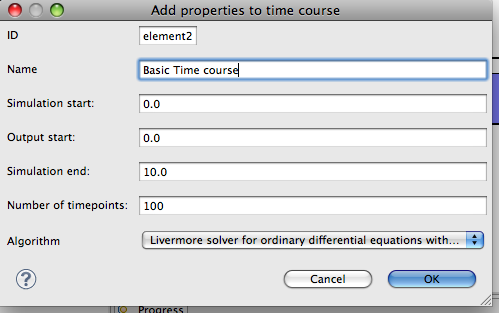 Add properties to time course
ID element2
Name Basic Time course
Simulation start: 0.0
Output start: 0.0
Simulation end: 10.0
Number of timepoints: 100
Algorithm Livermore solver for ordinary differential equations with...
? Cancel OK
Progress